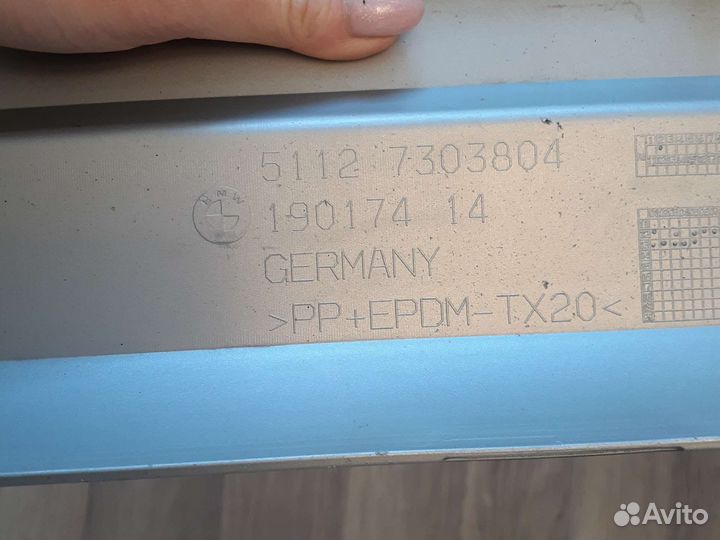 5112 7303804
BMW
190174 14
GERMANY
>PP+EPDM-TX20<
Avito